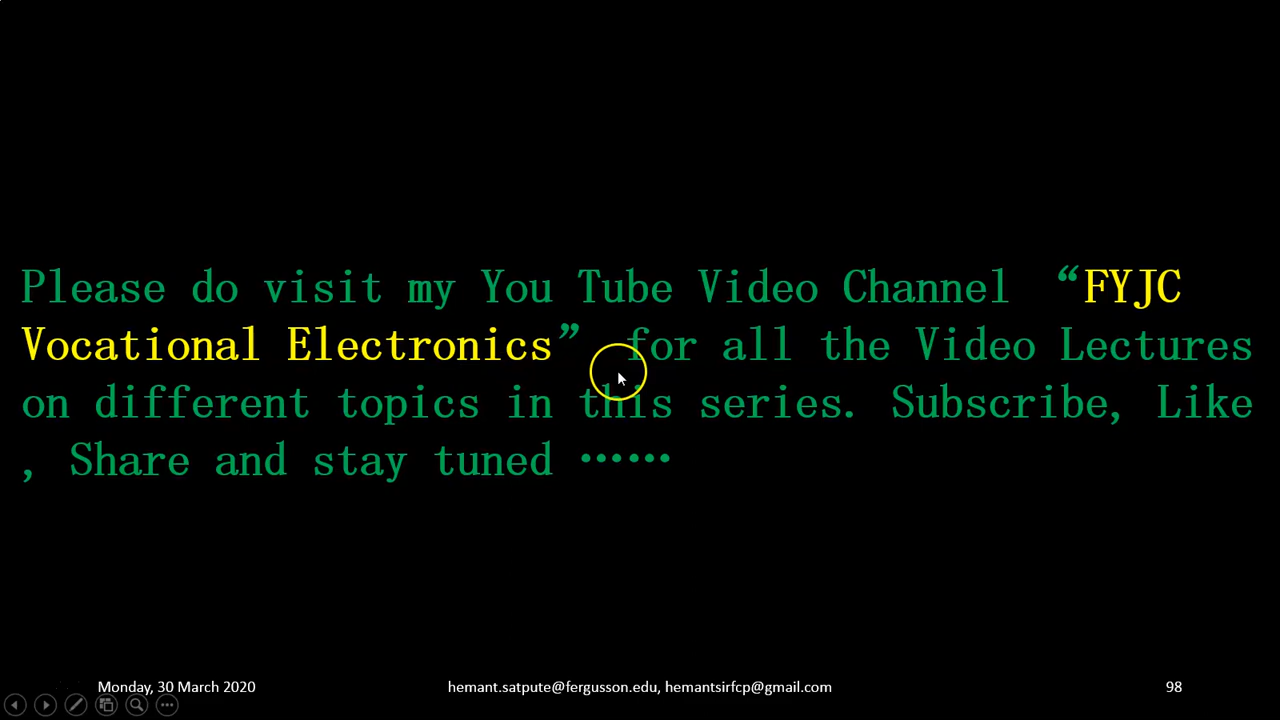 Please do visit my You Tube Video Channel “FYJC
Vocational Electronics” for all the Video Lectures
on different topics in this series. Subscribe, Like
, Share and stay tuned ……
Monday, 30 March 2020
hemant.satpute@fergusson.edu, hemantsirfcp@gmail.com
98